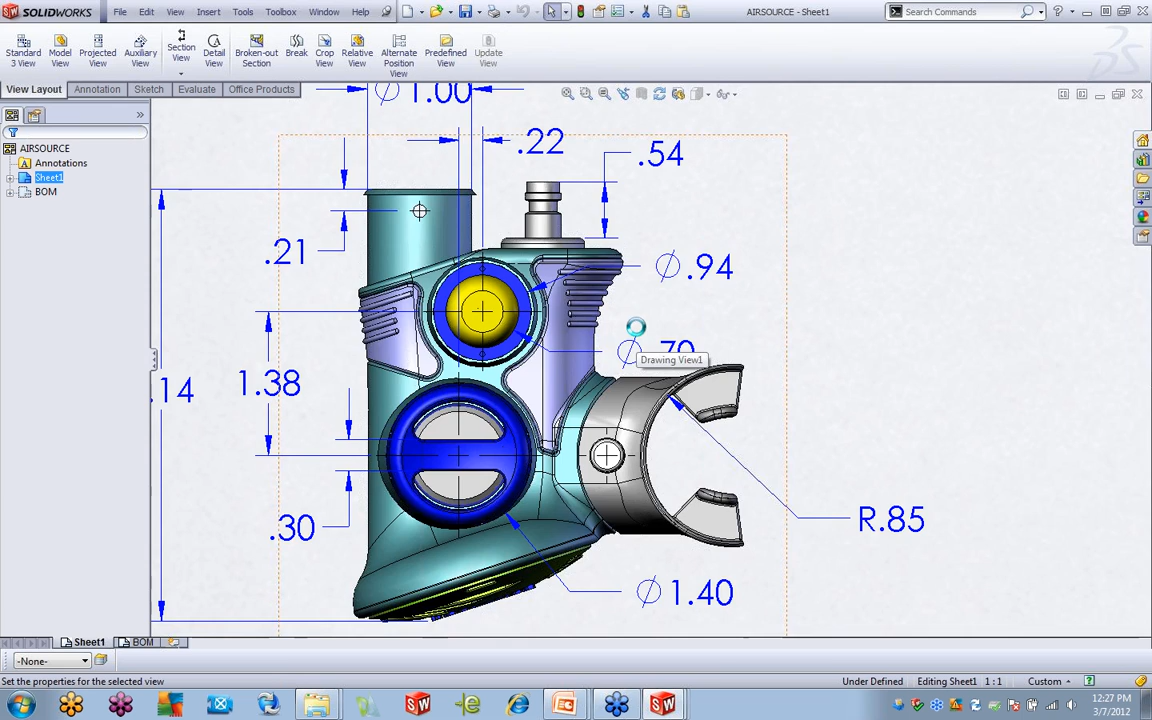 SOLIDWORKS File Edit View Insert Tools Toolbox Window Help AIRSOURCE - Sheet1 Search Commands
Standard 3 View
Model View
Projected View
Auxiliary View
Section View
Detail View
Broken-out Section
Break
Crop View
Relative View
Alternate Position View
Predefined View
Update View
View Layout Annotation Sketch Evaluate Office Products
AIRSOURCE
Annotations
Sheet1
BOM
∅ 1.00
.22
.54
.21
∅ .94
Drawing View1
.14
1.38
.30
R.85
∅ 1.40
Sheet1 BOM
-None-
Set the properties for the selected view Under Defined Editing Sheet1 1 : 1 Custom
12:27 PM
3/7/2012